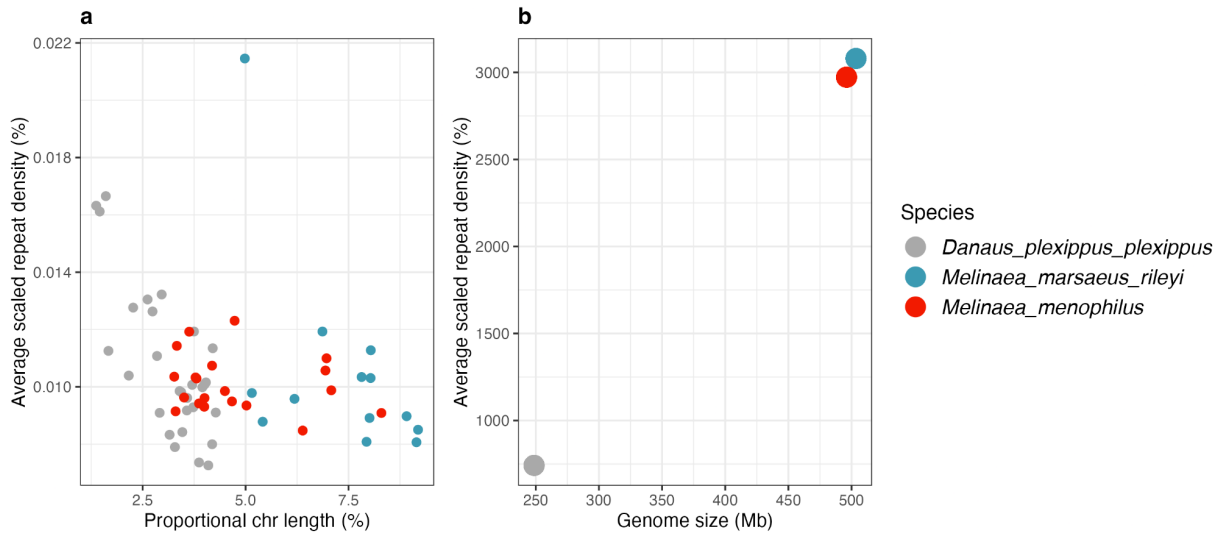 a
Average scaled repeat density (%)
0.022
0.018
0.014
0.010
2.5 5.0 7.5
Proportional chr length (%)
b
Average scaled repeat density (%)
3000
2500
2000
1500
1000
250 300 350 400 450 500
Genome size (Mb)
Species
Danaus_plexippus_plexippus
Melinaea_marsaeus_rileyi
Melinaea_menophilus